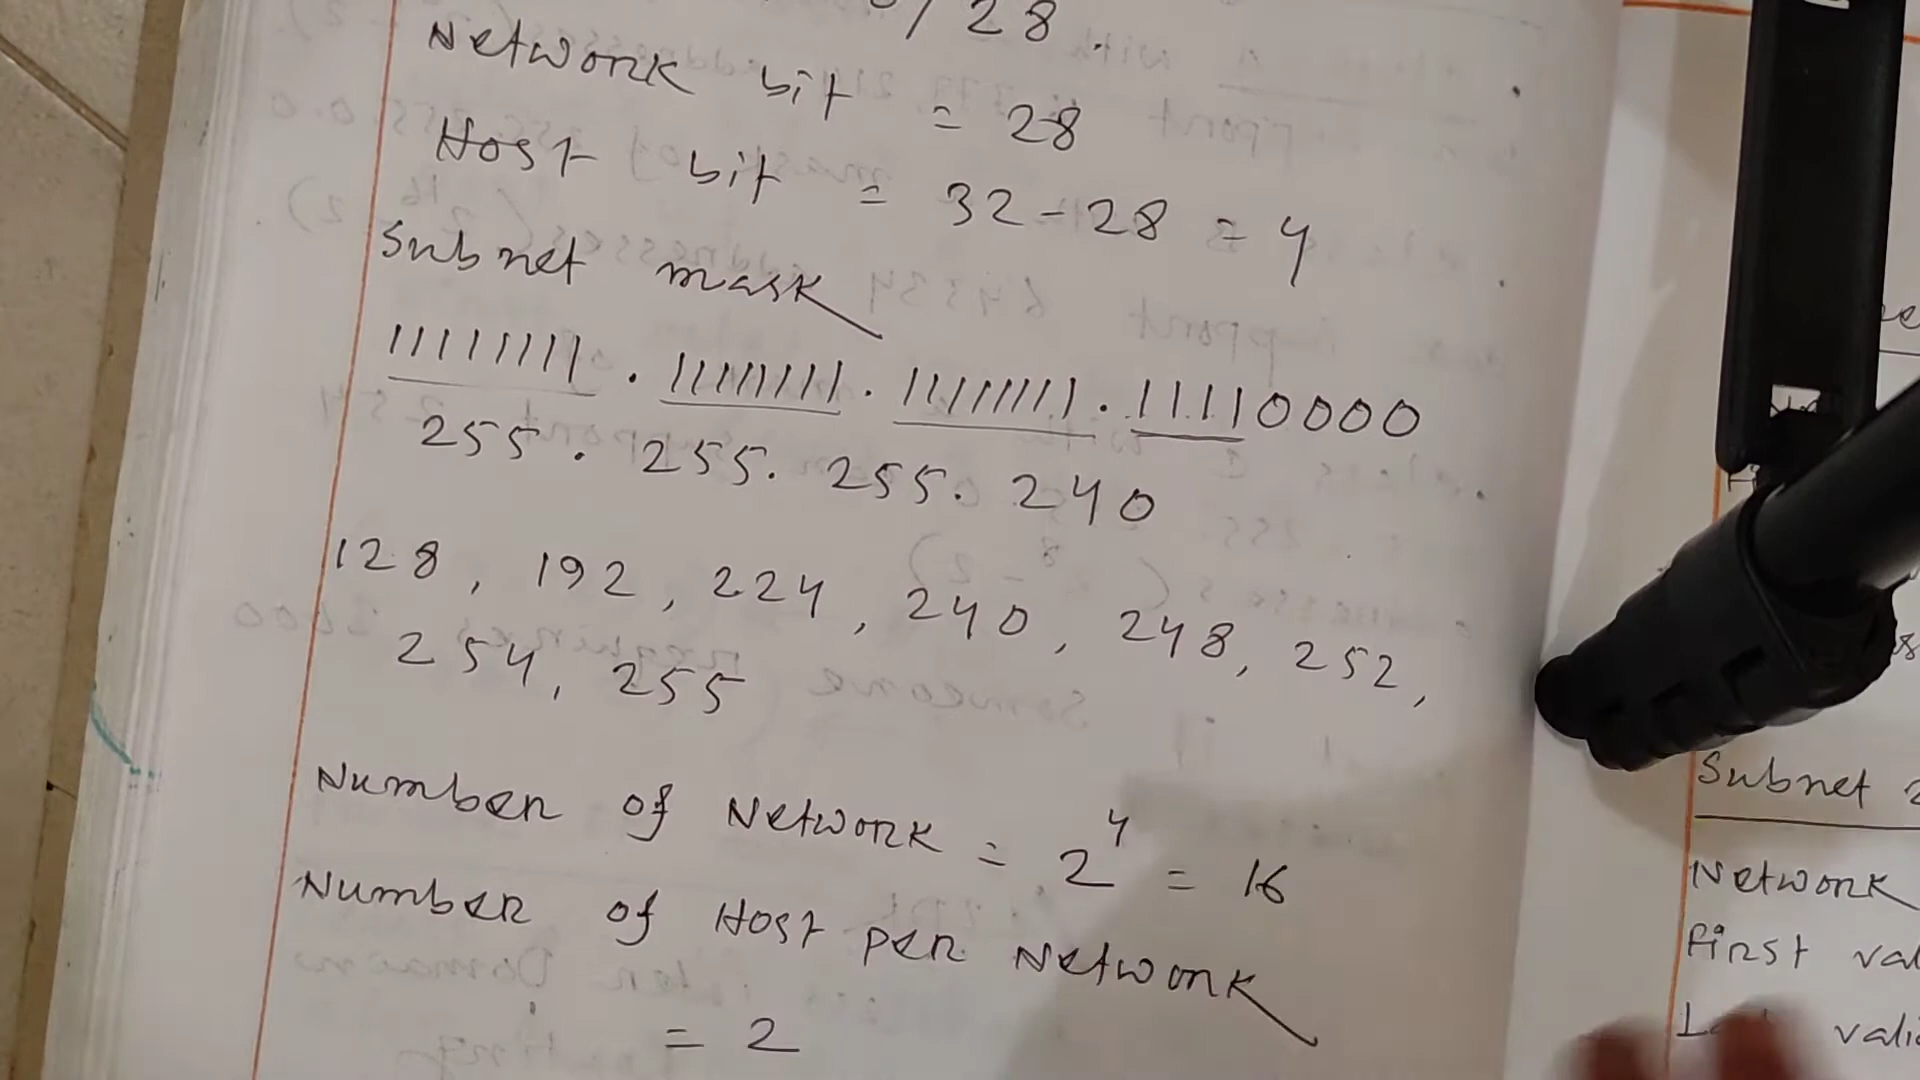 /28.
Network bit = 28
Host bit = 32-28 = 4
Subnet mask
11111111.11111111.11111111.11110000
255.255.255.240
128, 192, 224, 240, 248, 252,
254, 255
Number of Network = 2^4 = 16
Number of Host per Network
= 2
Subnet
Network
First